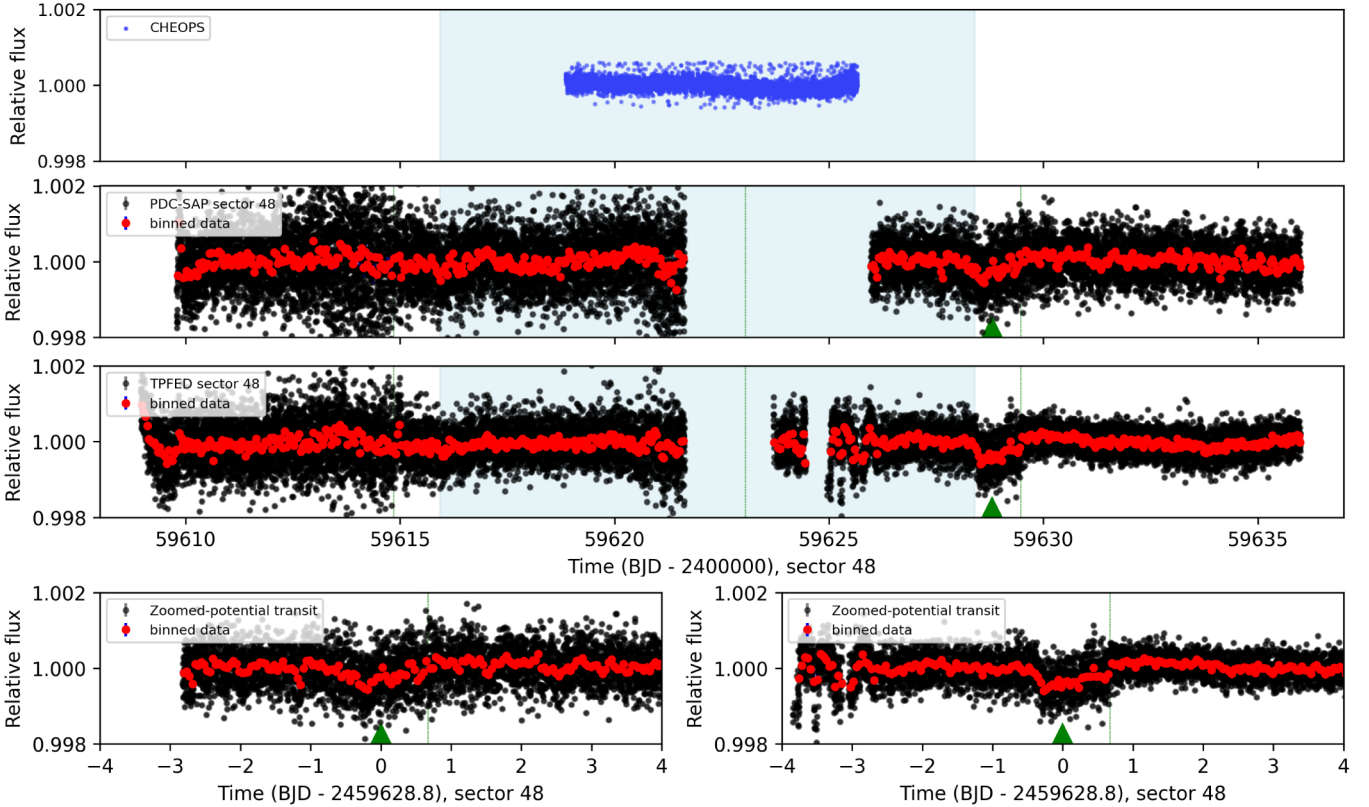 1.002
CHEOPS
1.000
0.998
Relative flux
1.002
PDC-SAP sector 48
binned data
1.000
0.998
Relative flux
1.002
TPFED sector 48
binned data
1.000
0.998
Relative flux
59610 59615 59620 59625 59630 59635
Time (BJD - 2400000), sector 48
1.002
Zoomed-potential transit
binned data
1.000
0.998
Relative flux
−4 −3 −2 −1 0 1 2 3 4
Time (BJD - 2459628.8), sector 48
1.002
Zoomed-potential transit
binned data
1.000
0.998
Relative flux
−4 −3 −2 −1 0 1 2 3 4
Time (BJD - 2459628.8), sector 48